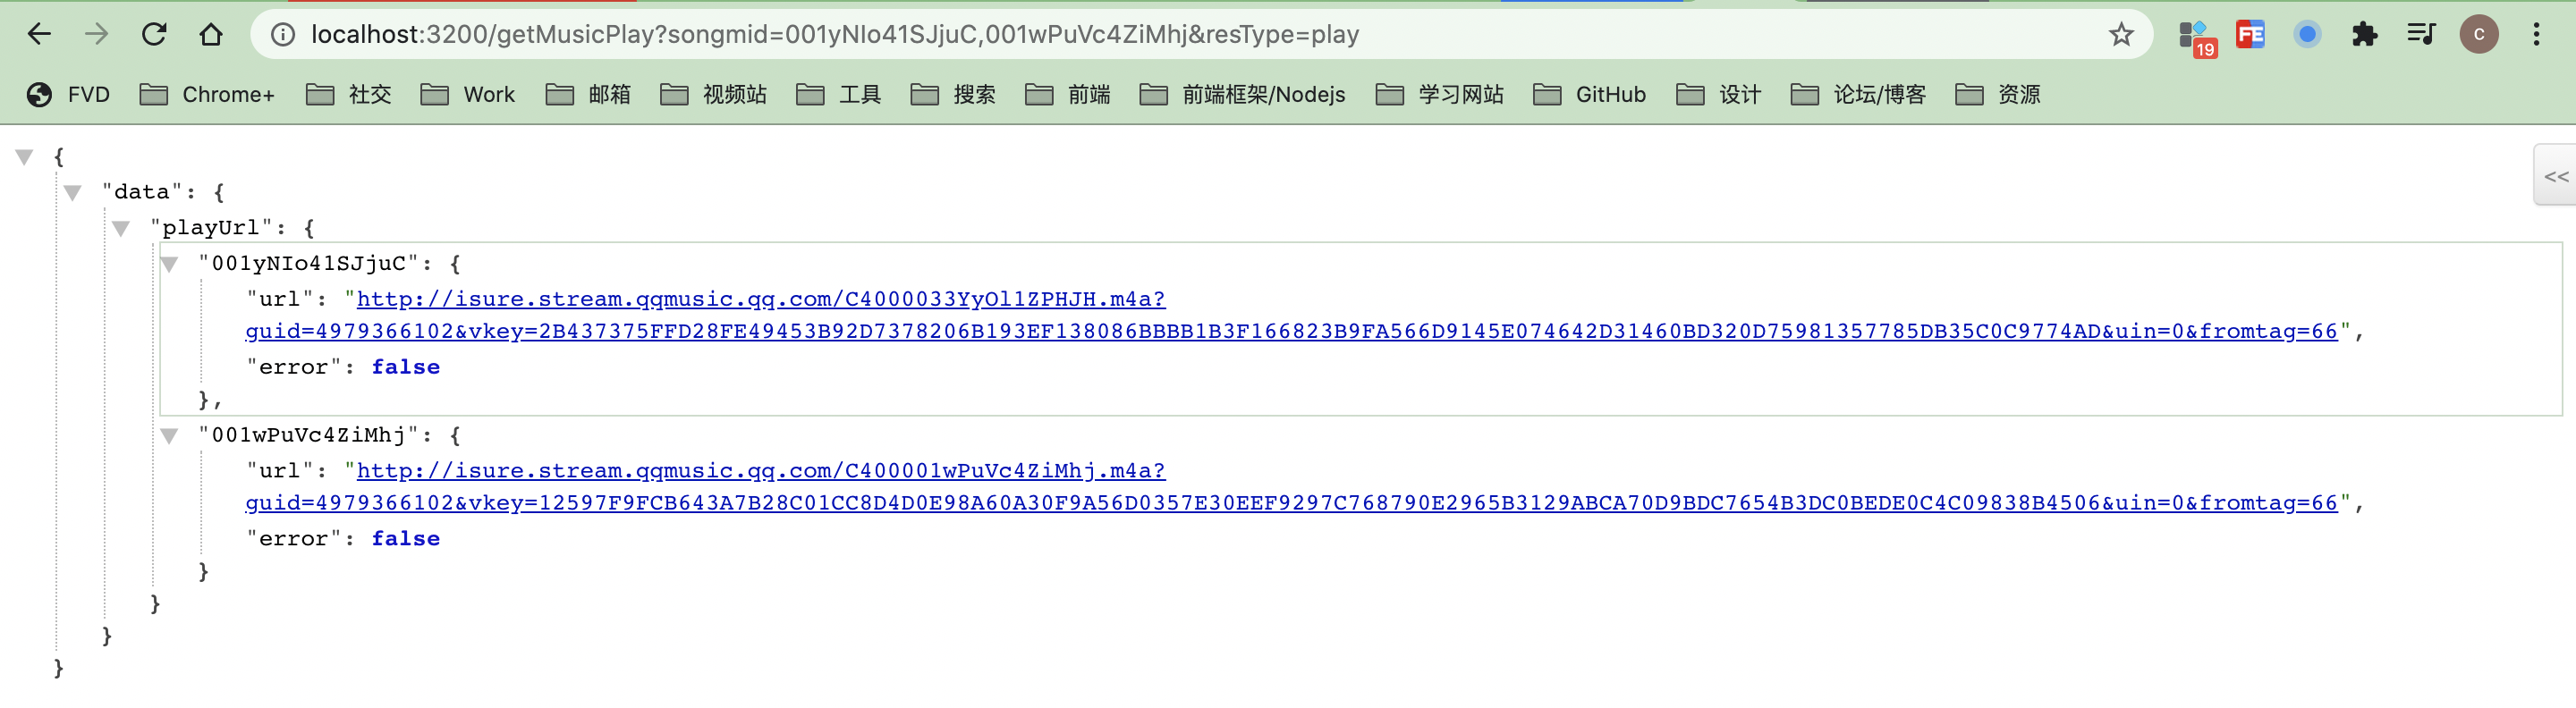 localhost:3200/getMusicPlay?songmid=001yNIo41SJjuC,001wPuVc4ZiMhj&resType=play
19
FE
C
FVD Chrome+ 社交 Work 邮箱 视频站 工具 搜索 前端 前端框架/Nodejs 学习网站 GitHub 设计 论坛/博客 资源
{
<<
"data": {
"playUrl": {
"001yNIo41SJjuC": {
"url": "http://isure.stream.qqmusic.qq.com/C4000033YyOl1ZPHJH.m4a?
guid=4979366102&vkey=2B437375FFD28FE49453B92D7378206B193EF138086BBBB1B3F166823B9FA566D9145E074642D31460BD320D75981357785DB35C0C9774AD&uin=0&fromtag=66",
"error": false
},
"001wPuVc4ZiMhj": {
"url": "http://isure.stream.qqmusic.qq.com/C400001wPuVc4ZiMhj.m4a?
guid=4979366102&vkey=12597F9FCB643A7B28C01CC8D4D0E98A60A30F9A56D0357E30EEF9297C768790E2965B3129ABCA70D9BDC7654B3DC0BEDE0C4C09838B4506&uin=0&fromtag=66",
"error": false
}
}
}
}